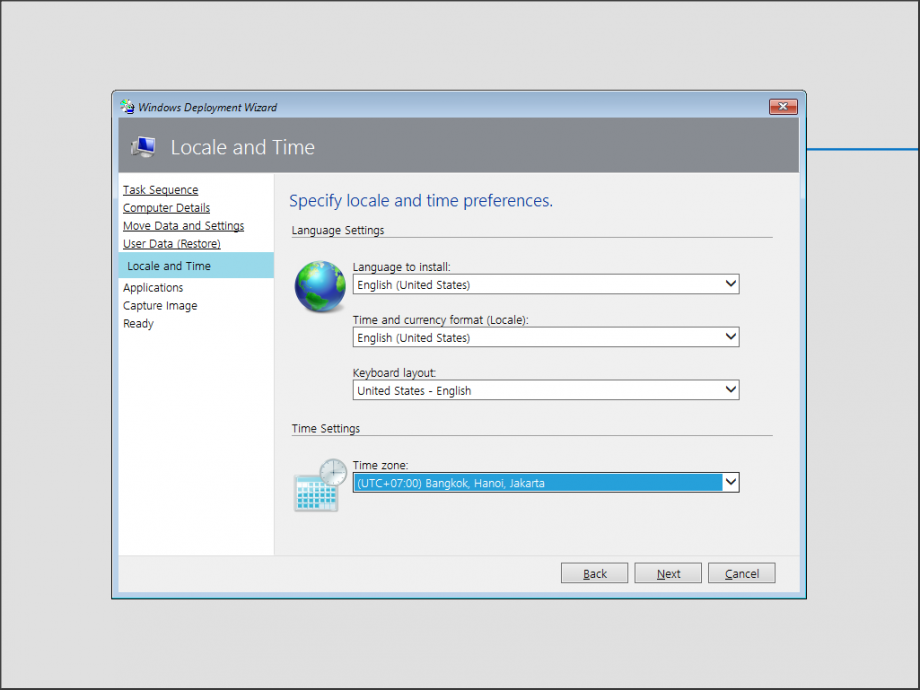 Windows Deployment Wizard
Locale and Time
Task Sequence
Computer Details
Move Data and Settings
User Data (Restore)
Locale and Time
Applications
Capture Image
Ready
Specify locale and time preferences.
Language Settings
Language to install:
English (United States)
Time and currency format (Locale):
English (United States)
Keyboard layout:
United States - English
Time Settings
Time zone:
(UTC+07:00) Bangkok, Hanoi, Jakarta
Back
Next
Cancel